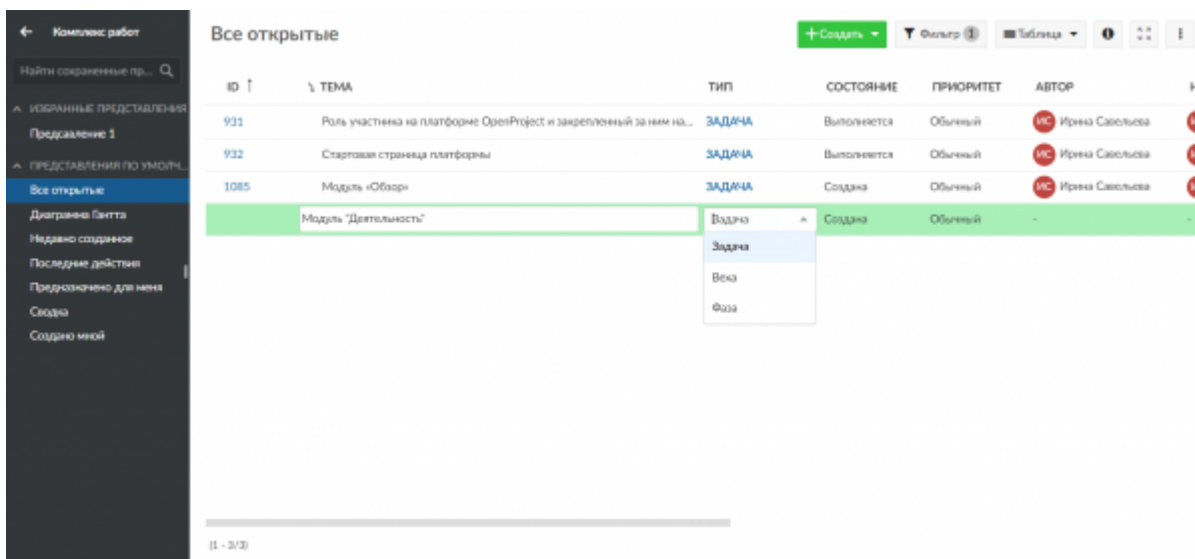 ← Комплекс работ
Найти сохраненные пр...
ИЗБРАННЫЕ ПРЕДСТАВЛЕНИЯ
Предсавление 1
ПРЕДСТАВЛЕНИЯ ПО УМОЛЧ...
Все открытые
Диаграмма Гантта
Недавно созданное
Последние действия
Предназначено для меня
Сводка
Создано мной
Все открытые
+ Создать
Фильтр 1
Таблица
ID ↑ ТЕМА ТИП СОСТОЯНИЕ ПРИОРИТЕТ АВТОР
931 Роль участника на платформе OpenProject и закрепленный за ним на... ЗАДАЧА Выполняется Обычный ИС Ирина Савельева
932 Стартовая страница платформы ЗАДАЧА Выполняется Обычный ИС Ирина Савельева
1085 Модуль «Обзор» ЗАДАЧА Создана Обычный ИС Ирина Савельева
Модуль "Деятельность" Задача Создана Обычный - -
Задача
Веха
Фаза
(1 - 3/3)